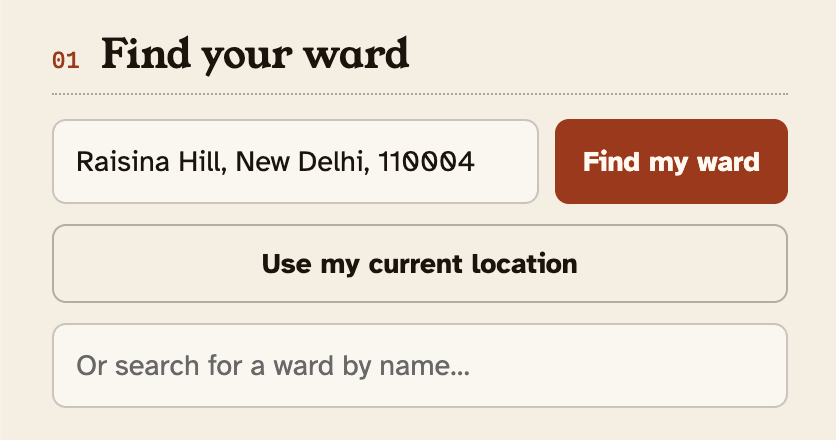 01 Find your ward
Raisina Hill, New Delhi, 110004 Find my ward
Use my current location
Or search for a ward by name...